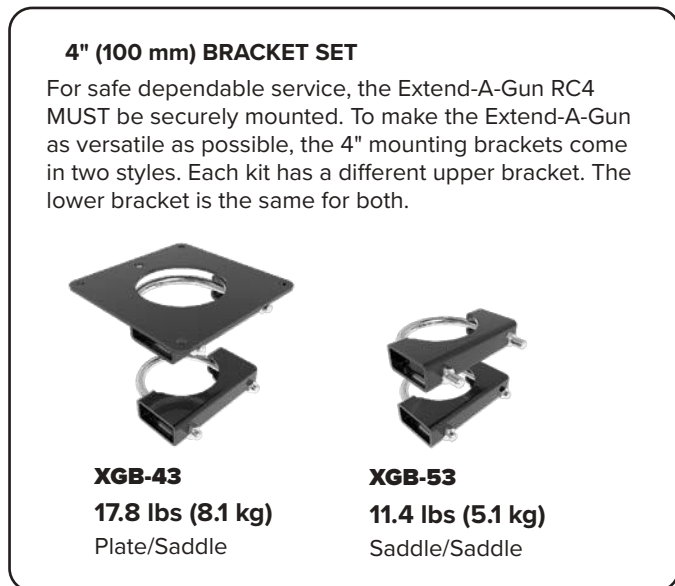 4" (100 mm) BRACKET SET
For safe dependable service, the Extend-A-Gun RC4
MUST be securely mounted. To make the Extend-A-Gun
as versatile as possible, the 4" mounting brackets come
in two styles. Each kit has a different upper bracket. The
lower bracket is the same for both.
XGB-43
17.8 lbs (8.1 kg)
Plate/Saddle
XGB-53
11.4 lbs (5.1 kg)
Saddle/Saddle